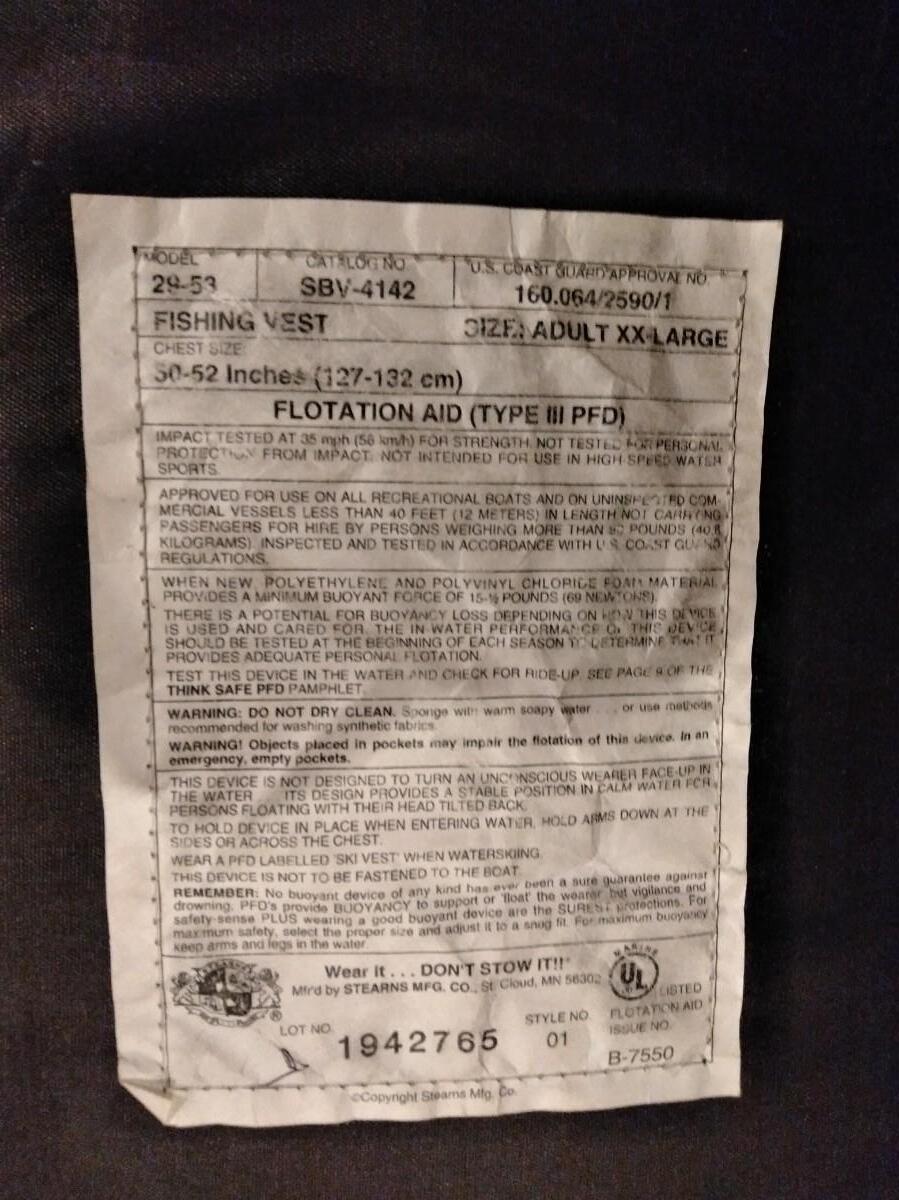 MODEL
CATALOG NO.
U.S. COAST GUARD APPROVAL NO.
29-53
SBV-4142
160.064/2590/1
FISHING VEST
SIZE: ADULT XX-LARGE
CHEST SIZE:
50-52 Inches (127-132 cm)
FLOTATION AID (TYPE III PFD)
IMPACT TESTED AT 35 mph (56 km/h) FOR STRENGTH. NOT TESTED FOR PERSONAL
PROTECTION FROM IMPACT. NOT INTENDED FOR USE IN HIGH-SPEED WATER
SPORTS.
APPROVED FOR USE ON ALL RECREATIONAL BOATS AND ON UNINSPECTED COM-
MERCIAL VESSELS LESS THAN 40 FEET (12 METERS) IN LENGTH NOT CARRYING
PASSENGERS FOR HIRE BY PERSONS WEIGHING MORE THAN POUNDS
KILOGRAMS). INSPECTED AND TESTED IN ACCORDANCE WITH U.S. COAST GUARD
REGULATIONS.
WHEN NEW, POLYETHYLENE AND POLYVINYL CHLORIDE FOAM MATERIAL
PROVIDES A MINIMUM BUOYANT FORCE OF 15-½ POUNDS (69 NEWTONS).
THERE IS A POTENTIAL FOR BUOYANCY LOSS DEPENDING ON HOW THIS DEVICE
IS USED AND CARED FOR. THE IN-WATER PERFORMANCE OF THIS DEVICE
SHOULD BE TESTED AT THE BEGINNING OF EACH SEASON TO DETERMINE THAT IT
PROVIDES ADEQUATE PERSONAL FLOTATION.
TEST THIS DEVICE IN THE WATER AND CHECK FOR RIDE-UP. SEE PAGE OF THE
THINK SAFE PFD PAMPHLET.
WARNING: DO NOT DRY CLEAN. Sponge with warm soapy water . . . or use methods
recommended for washing synthetic fabrics.
WARNING! Objects placed in pockets may impair the flotation of this device. In an
emergency, empty pockets.
THIS DEVICE IS NOT DESIGNED TO TURN AN UNCONSCIOUS WEARER FACE-UP IN
THE WATER ITS DESIGN PROVIDES A STABLE POSITION IN CALM WATER FOR
PERSONS FLOATING WITH THEIR HEAD TILTED BACK.
TO HOLD DEVICE IN PLACE WHEN ENTERING WATER, HOLD ARMS DOWN AT THE
SIDES OR ACROSS THE CHEST.
WEAR A PFD LABELLED 'SKI VEST' WHEN WATERSKIING.
THIS DEVICE IS NOT TO BE FASTENED TO THE BOAT.
REMEMBER: No buoyant device of any kind has ever been a sure guarantee against
drowning. PFD's provide BUOYANCY to support or 'float' the wearer but vigilance and
safety-sense PLUS wearing a good buoyant device are the SUREST protections. For
maximum safety, select the proper size and adjust it to a snug fit. For maximum buoyancy
keep arms and legs in the water.
Wear It . . . DON'T STOW IT!!"
Mfrd by STEARNS MFG. CO., St. Cloud, MN 56302
MARINE
UL
®
LISTED
FLOTATION AID
ISSUE NO.
B-7550
LOT NO.
1942765
STYLE NO.
01
©Copyright Stearns Mfg. Co.